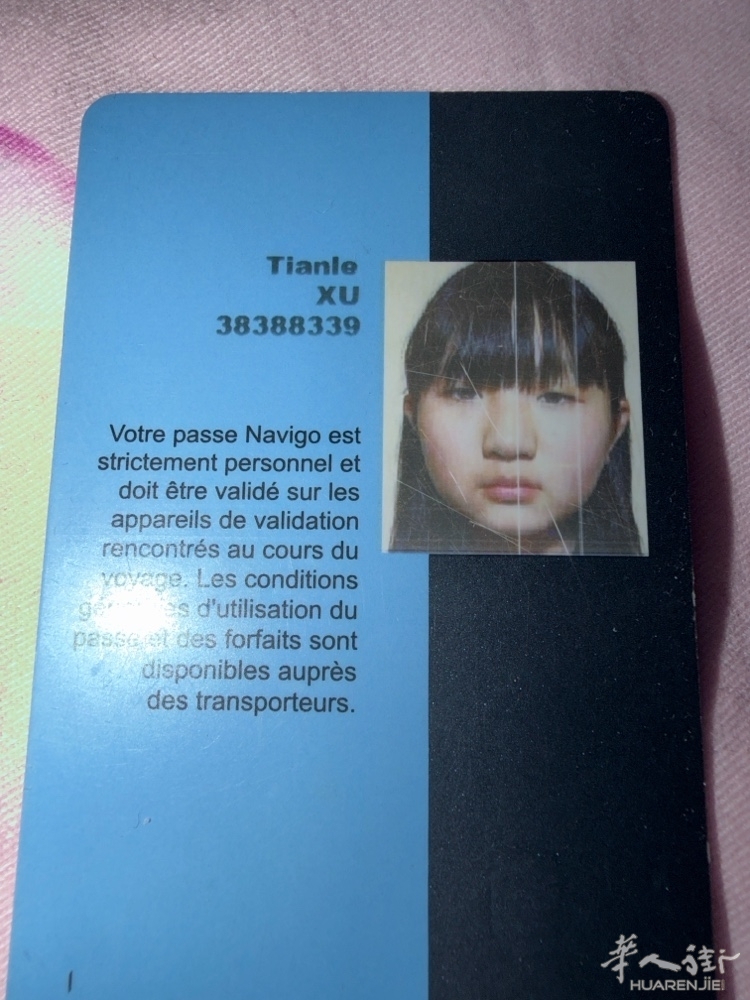 Tianle
XU
38388339
Votre passe Navigo est
strictement personnel et
doit être validé sur les
appareils de validation
rencontrés au cours du
voyage. Les conditions
d'utilisation du
passe et des forfaits sont
disponibles auprès
des transporteurs.
華人街
HUARENJIE